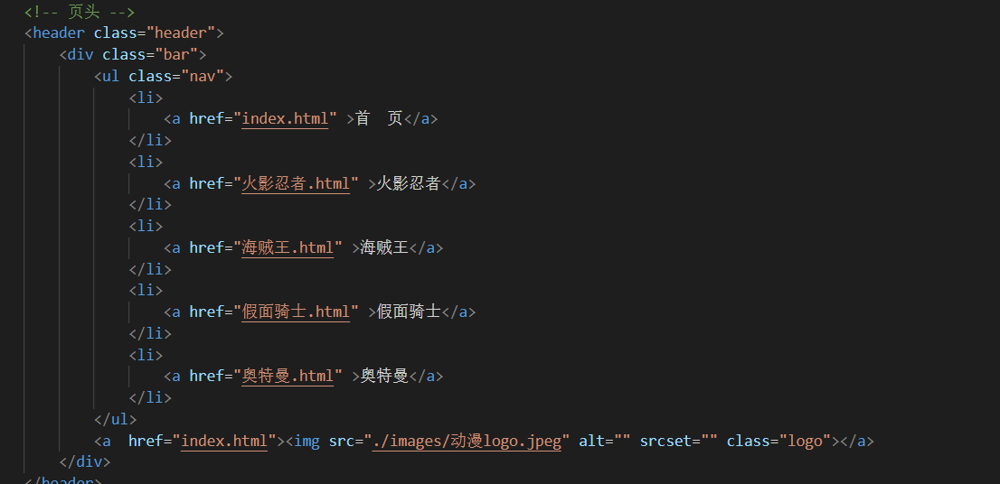 <!-- 页头 -->
<header class="header">
<div class="bar">
<ul class="nav">
<li>
<a href="index.html" >首  页</a>
</li>
<li>
<a href="火影忍者.html" >火影忍者</a>
</li>
<li>
<a href="海贼王.html" >海贼王</a>
</li>
<li>
<a href="假面骑士.html" >假面骑士</a>
</li>
<li>
<a href="奥特曼.html" >奥特曼</a>
</li>
</ul>
<a  href="index.html"><img src="./images/动漫logo.jpeg" alt="" srcset="" class="logo"></a>
</div>
</header>